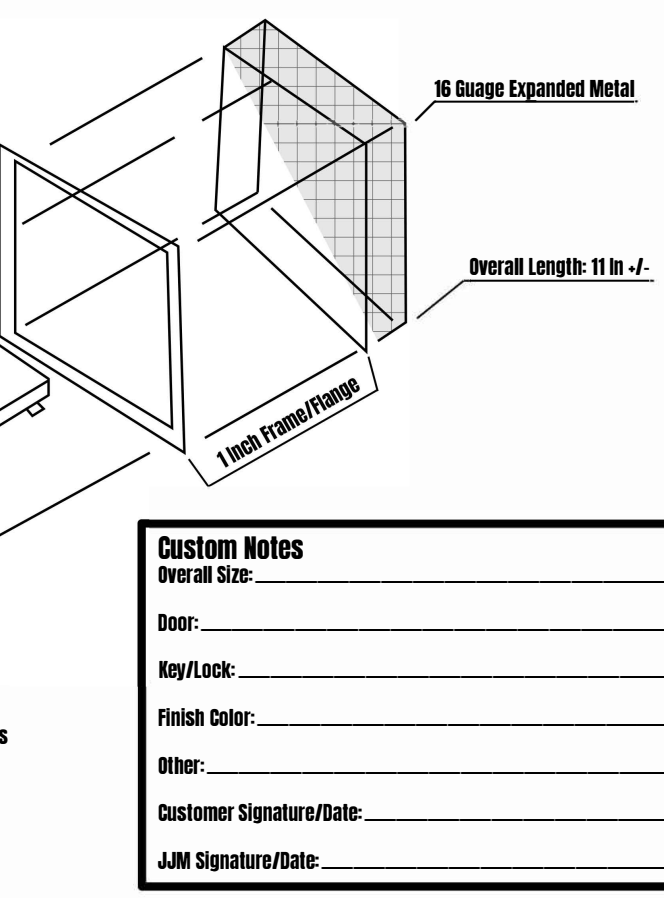 16 Guage Expanded Metal
Overall Length: 11 In +/-
1 Inch Frame/Flange
Custom Notes
Overall Size:
Door:
Key/Lock:
Finish Color:
s
Other:
Customer Signature/Date:
JJM Signature/Date: